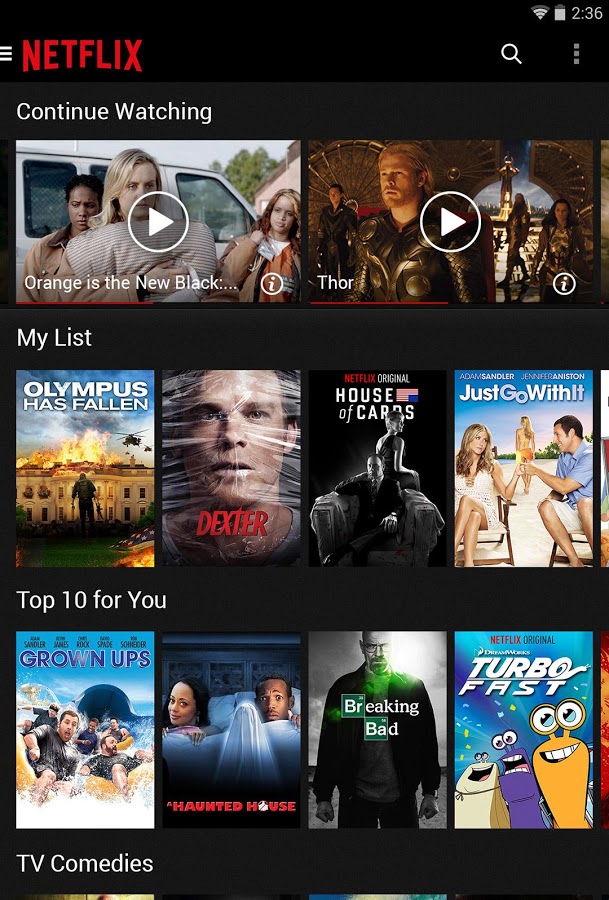 2:36
NETFLIX
Continue Watching
Orange is the New Black:...
Thor
My List
OLYMPUS
HAS FALLEN
DEXTER
NETFLIX ORIGINAL
HOUSE
of CARDS
ADAM SANDLER JENNIFER ANISTON
Just Go With It
Top 10 for You
ADAM SANDLER KEVIN JAMES CHRIS ROCK DAVID SPADE ROB SCHNEIDER
GROWN UPS
A HAUNTED HOUSE
Breaking
Bad
NETFLIX ORIGINAL
DREAMWORKS
TURBO
FAST
TV Comedies